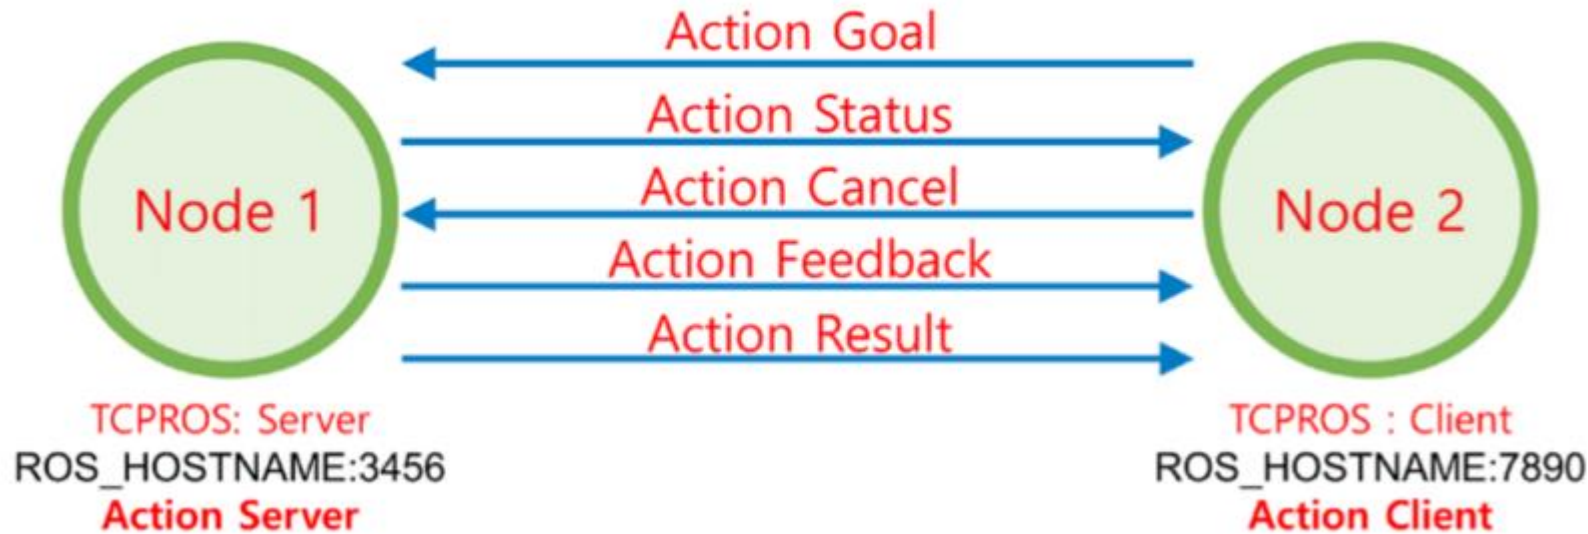 Action Goal
Action Status
Action Cancel
Action Feedback
Action Result
Node 1
Node 2
TCPROS: Server
ROS_HOSTNAME:3456
Action Server
TCPROS : Client
ROS_HOSTNAME:7890
Action Client